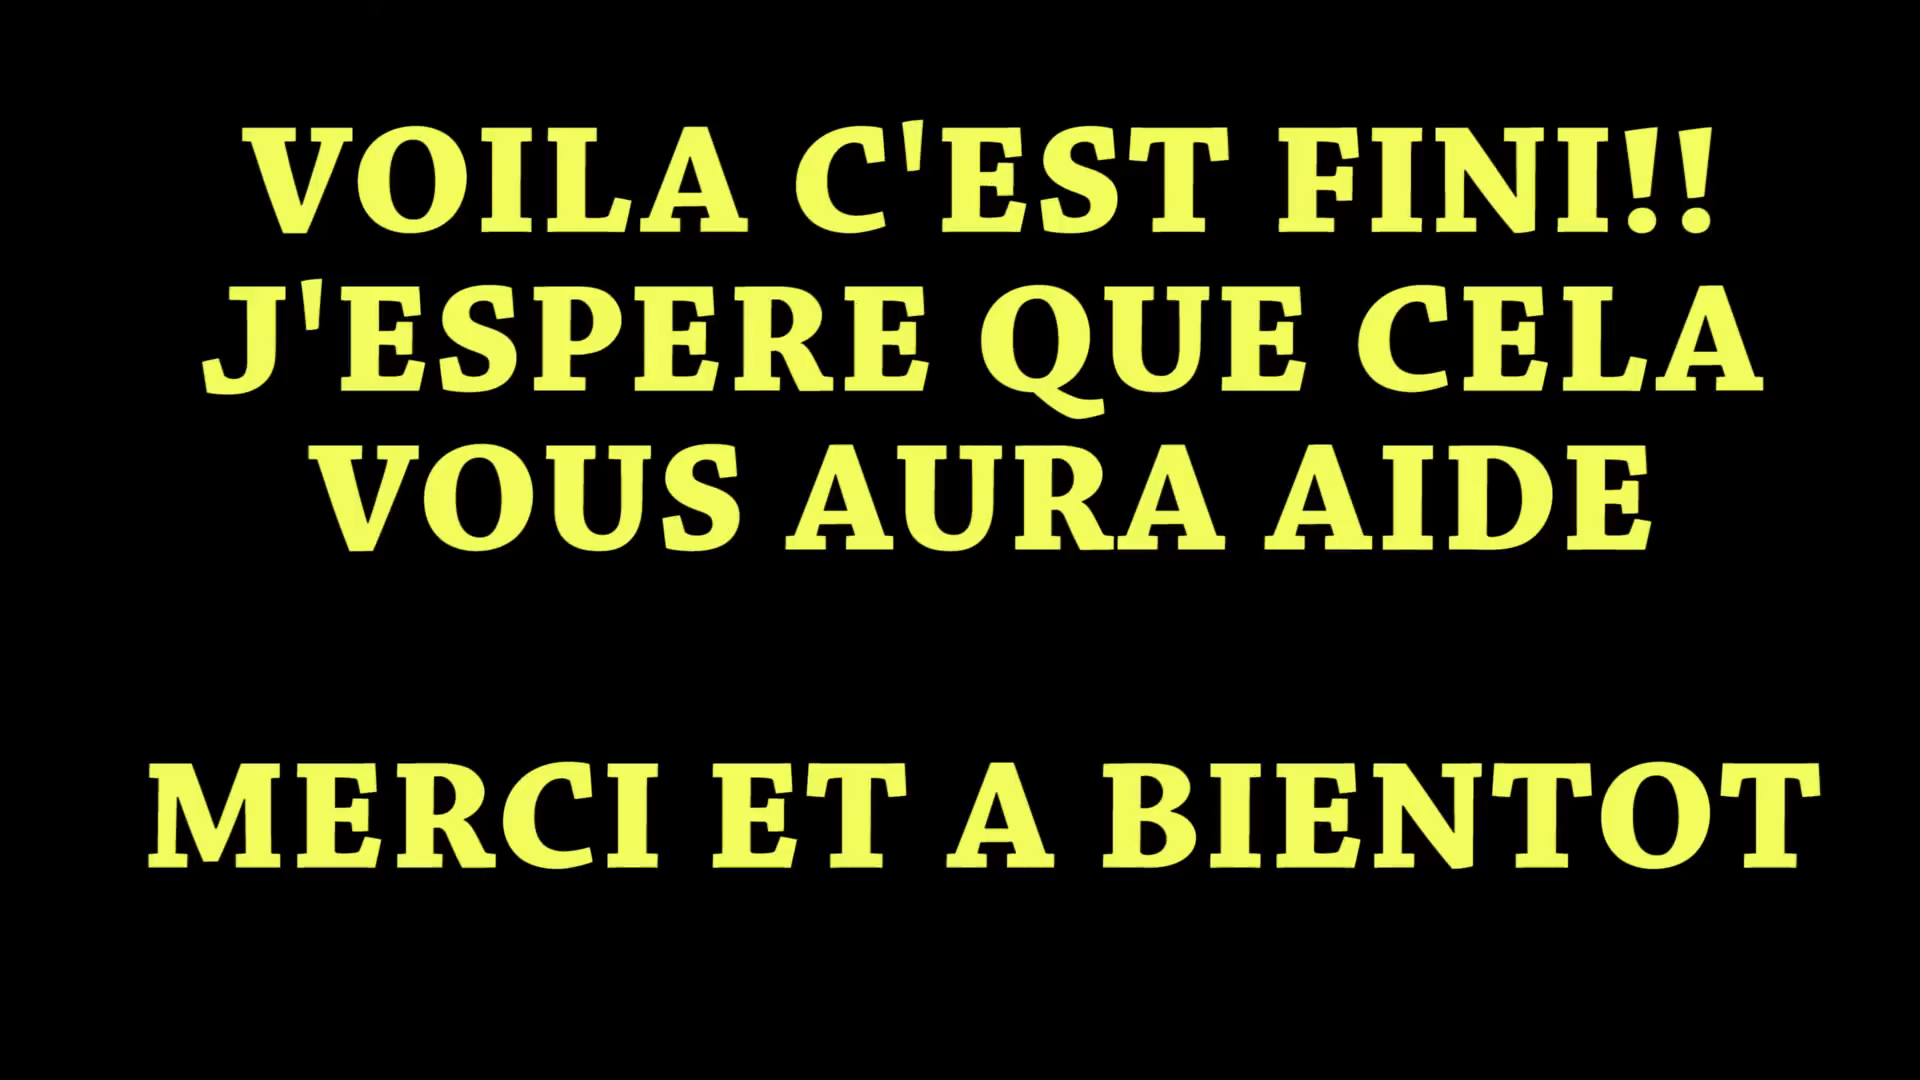 VOILA C'EST FINI!!
J'ESPERE QUE CELA
VOUS AURA AIDE
MERCI ET A BIENTOT